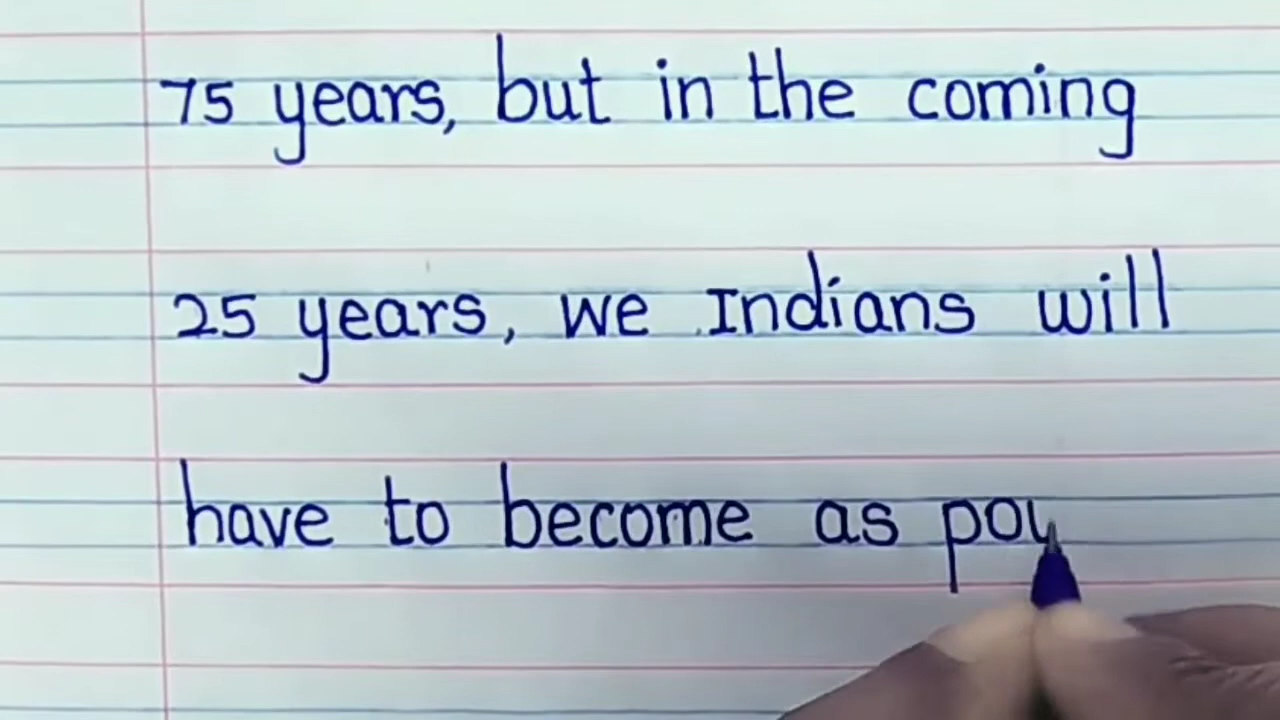 75 years, but in the coming
25 years, we Indians will
have to become as